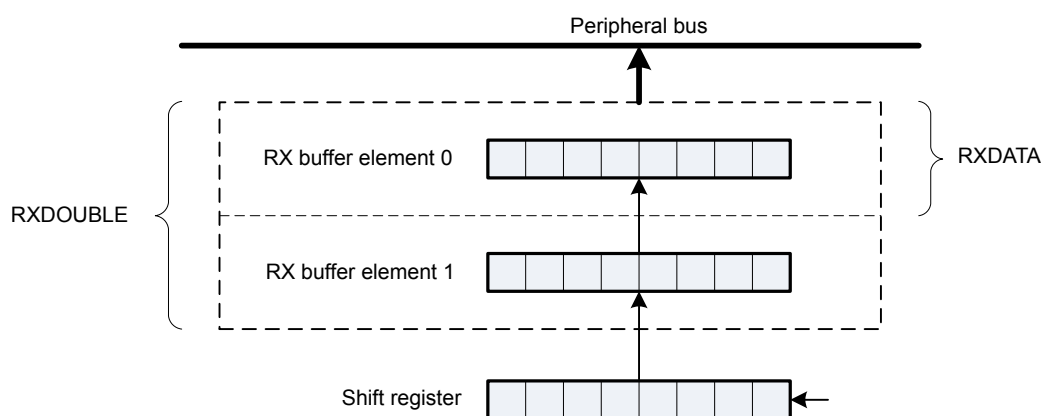 Peripheral bus
RX buffer element 0
RXDATA
RXDOUBLE
RX buffer element 1
Shift register